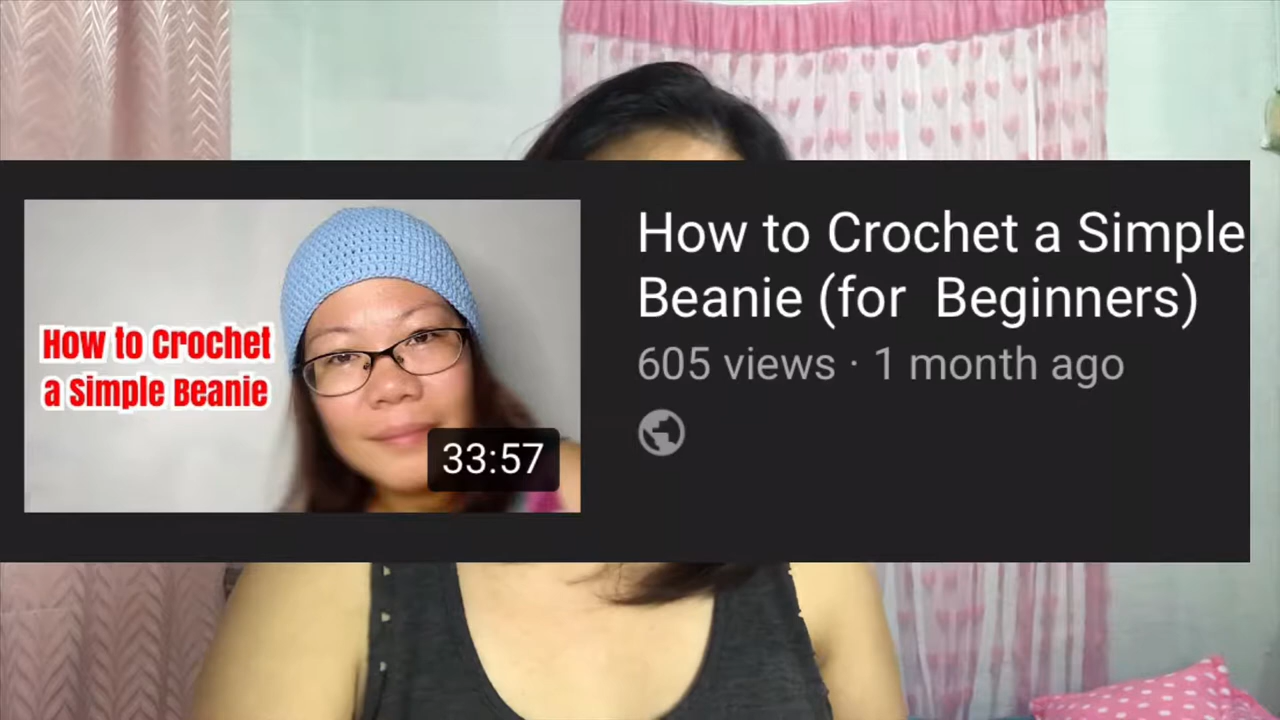 How to Crochet
a Simple Beanie
33:57
How to Crochet a Simple
Beanie (for  Beginners)
605 views · 1 month ago